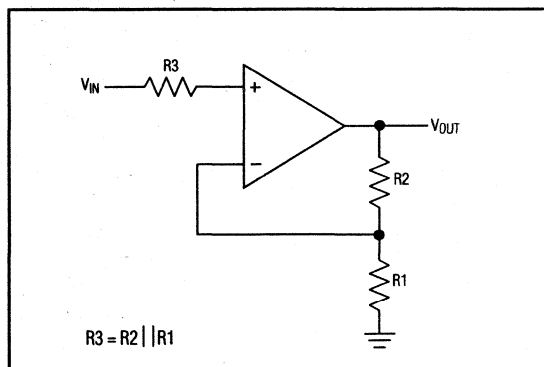 R3
VIN
+
VOUT
−
R2
R1
R3 = R2 || R1